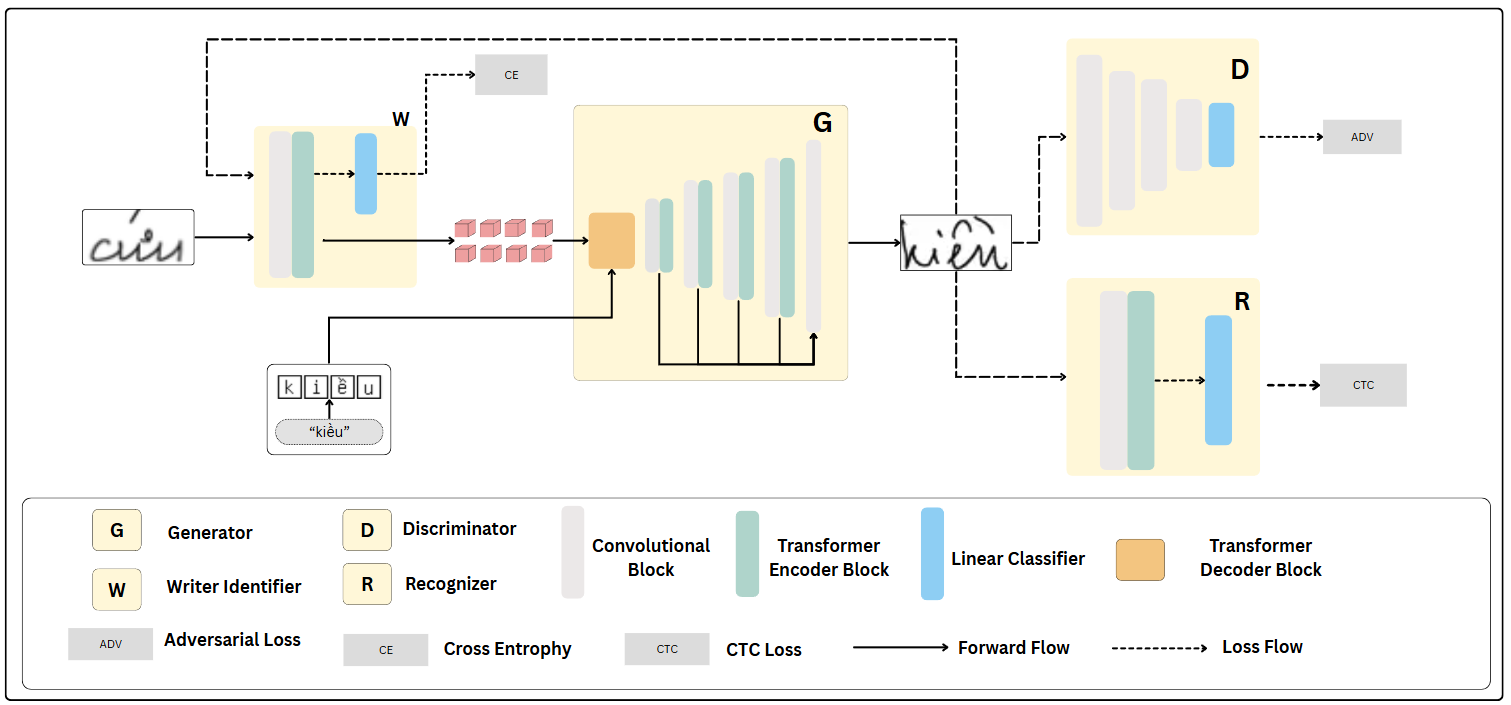 D
CE
W
G
ADV
cứu
kiều
R
k i ề u
"kiều"
CTC
G Generator
D Discriminator
Convolutional
Block
Transformer
Encoder Block
Linear Classifier
Transformer
Decoder Block
W Writer Identifier
R Recognizer
ADV Adversarial Loss
CE Cross Entrophy
CTC CTC Loss
Forward Flow
Loss Flow